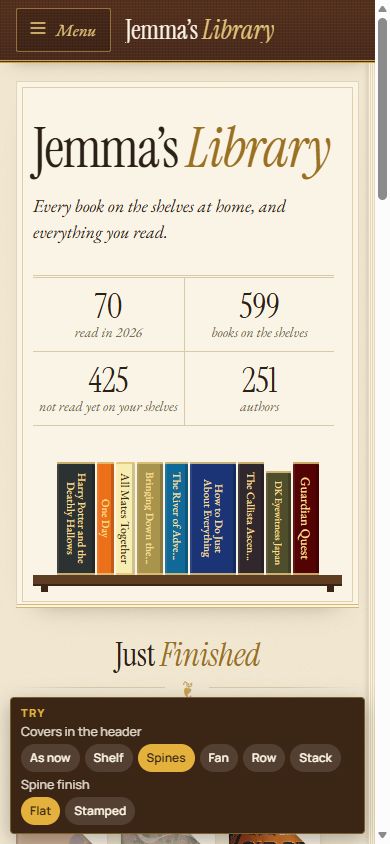 Menu
Jemma's Library
Jemma's Library
Every book on the shelves at home, and
everything you read.
70
read in 2026
599
books on the shelves
425
not read yet on your shelves
251
authors
Harry Potter and the
Deathly Hallows
One Day
All Mates Together
Bringing Down the...
The River of Adve...
How to Do Just
About Everything
The Callista Ascen...
DK Eyewitness Japan
Guardian Quest
Just Finished
TRY
Covers in the header
As now
Shelf
Spines
Fan
Row
Stack
Spine finish
Flat
Stamped